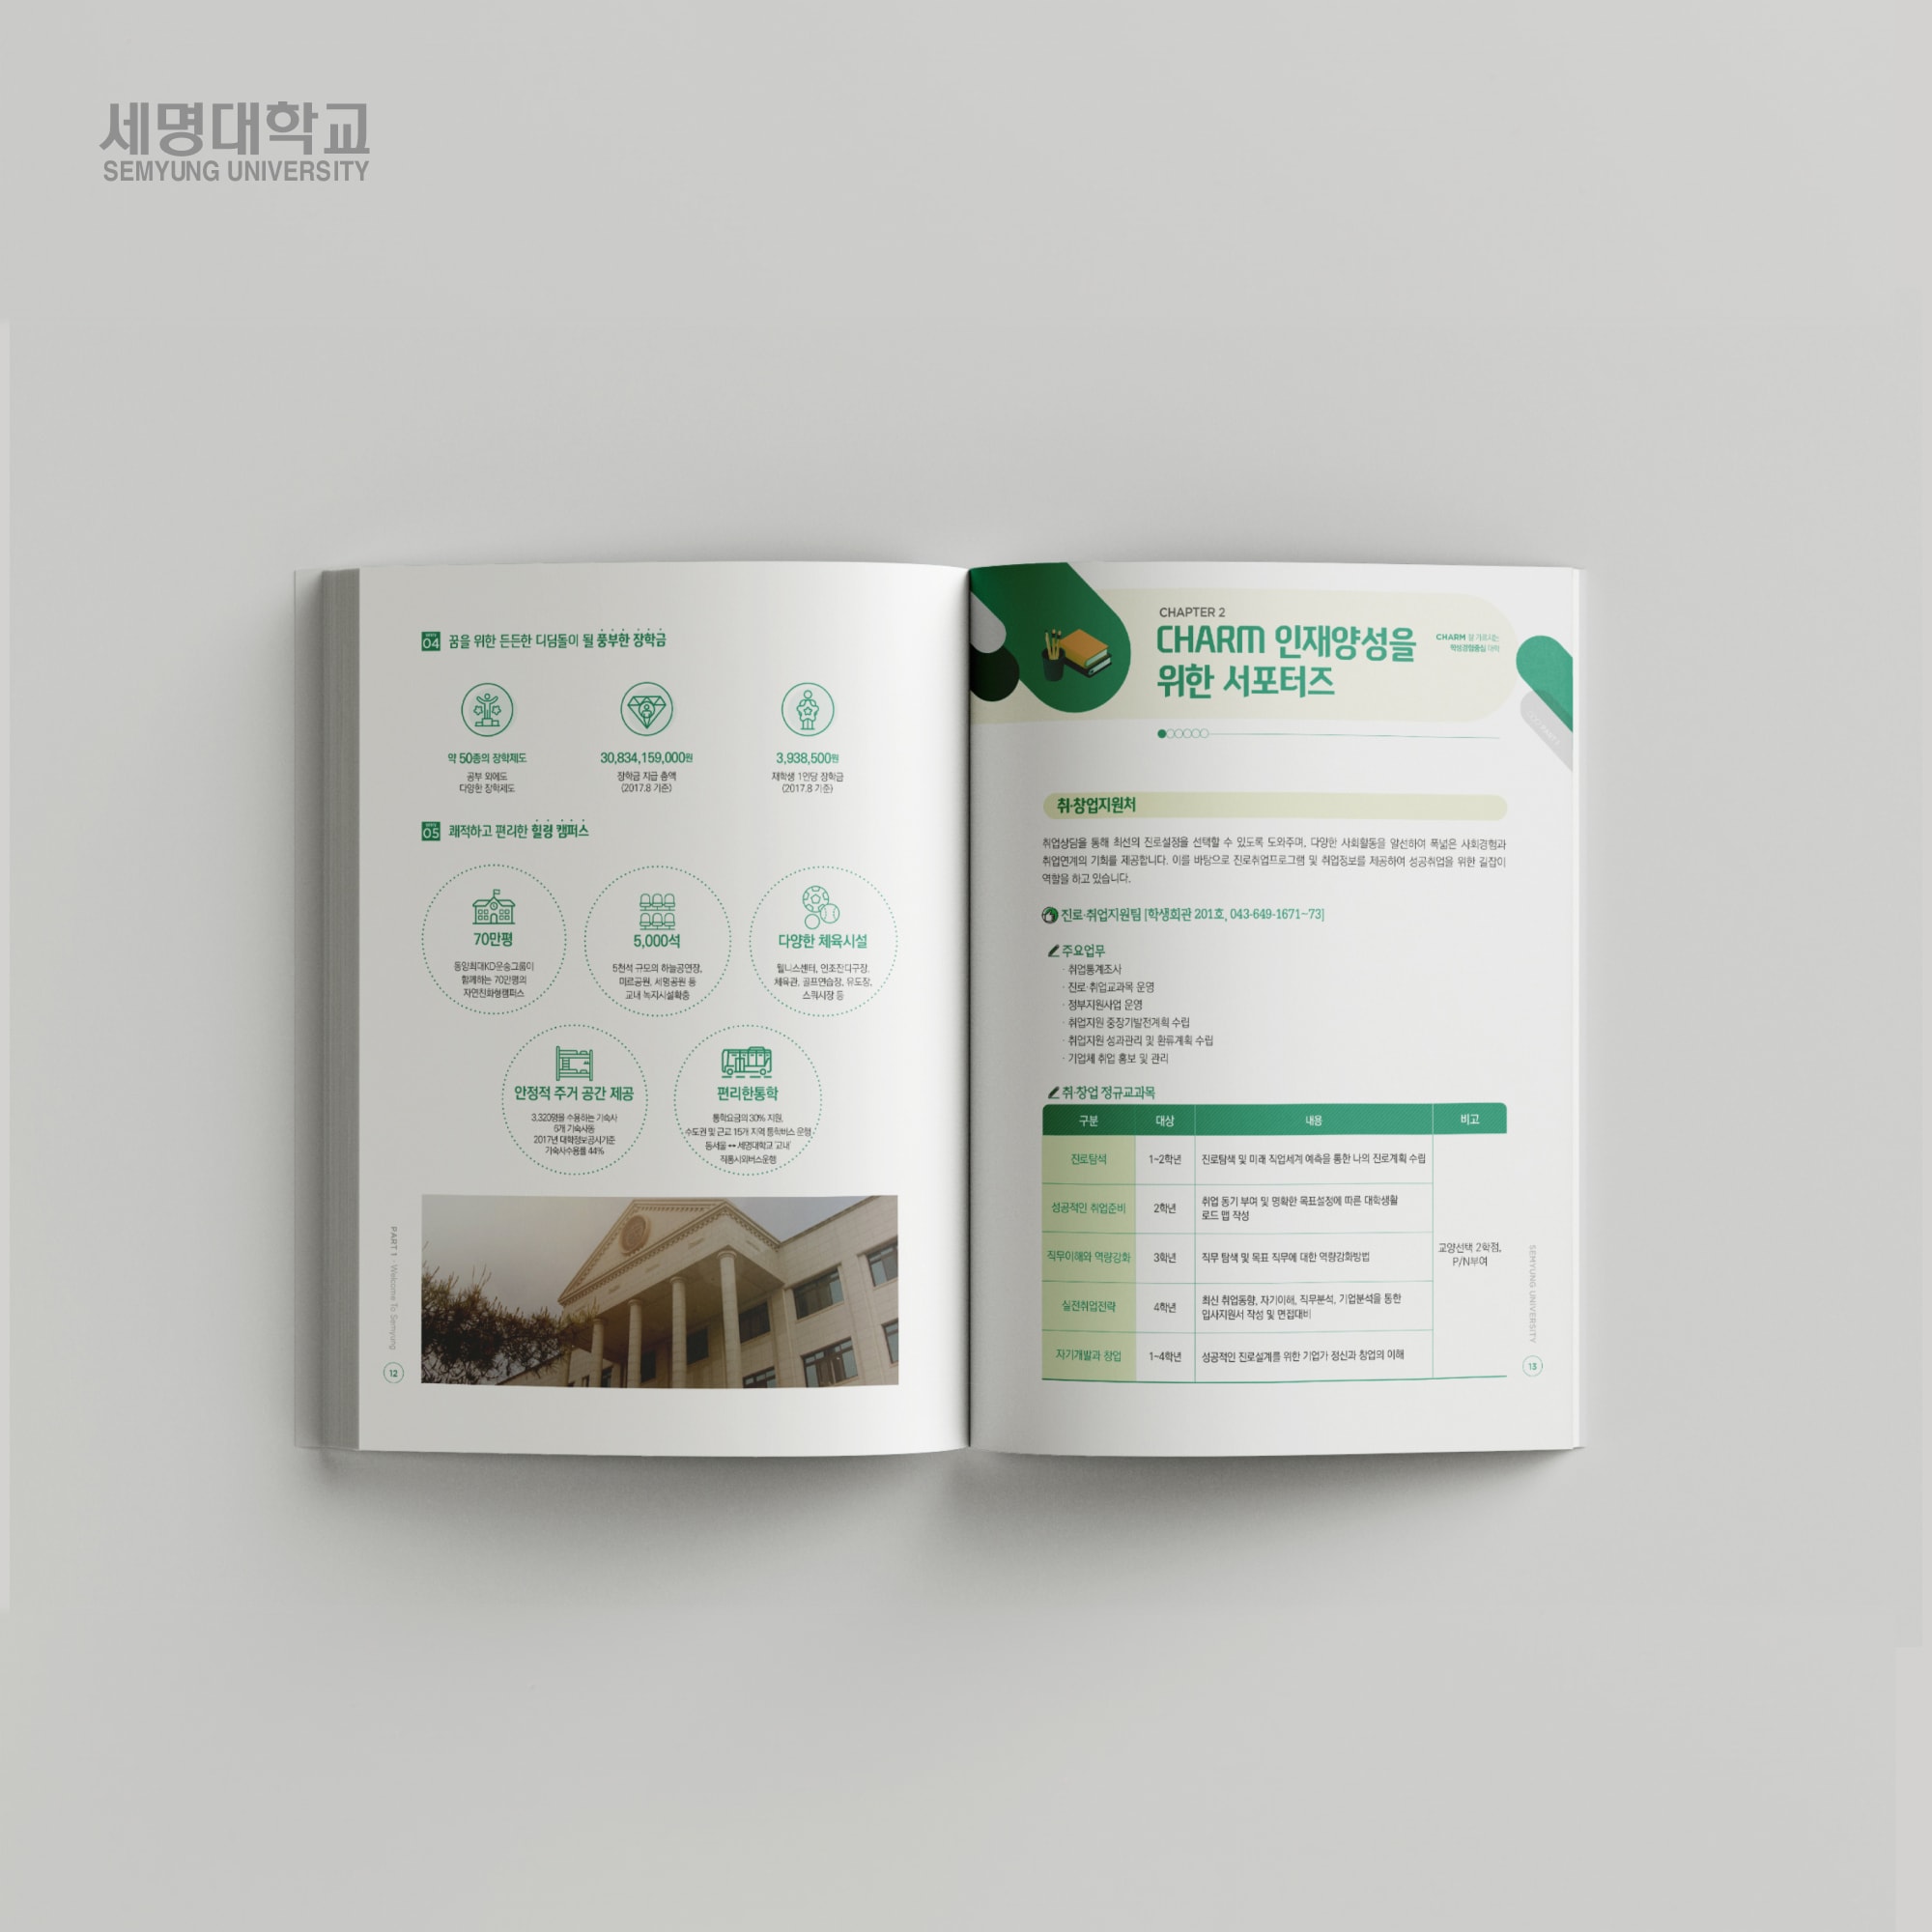 세명대학교
SEMYUNG UNIVERSITY
04 꿈을 위한 든든한 디딤돌이 될 풍부한 장학금
약 50종의 장학제도
공부 외에도
다양한 장학제도
30,834,159,000원
장학금 지급 총액
(2017.8 기준)
3,938,500원
재학생 1인당 장학금
(2017.8 기준)
05 쾌적하고 편리한 힐링 캠퍼스
70만평
동양최대KD운송그룹이
함께하는 70만평의
자연친화형캠퍼스
5,000석
5천석 규모의 하늘공연장,
미르공원, 세명공원 등
교내 녹지시설확충
다양한 체육시설
웰니스센터, 인조잔디구장,
체육관, 골프연습장, 유도장,
스쿼시장 등
안정적 주거 공간 제공
3,320명을 수용하는 기숙사
6개 기숙사동
2017년 대학정보공시기준
기숙사수용률 44%
편리한통학
통학요금의 30% 지원,
수도권 및 근교 15개 지역 통학버스 운행
동서울 ↔ 세명대학교 '교내'
직통시외버스운행
PART 1 · Welcome To Semyung
12
CHAPTER 2
CHARM 인재양성을
위한 서포터즈
CHARM 잘 가르치는
학생경험중심 대학
취·창업지원처
취업상담을 통해 최선의 진로설정을 선택할 수 있도록 도와주며, 다양한 사회활동을 알선하여 폭넓은 사회경험과
취업연계의 기회를 제공합니다. 이를 바탕으로 진로취업프로그램 및 취업정보를 제공하여 성공취업을 위한 길잡이
역할을 하고 있습니다.
진로·취업지원팀 [학생회관 201호, 043-649-1671~73]
주요업무
· 취업통계조사
· 진로·취업교과목 운영
· 정부지원사업 운영
· 취업지원 중장기발전계획 수립
· 취업지원 성과관리 및 환류계획 수립
· 기업체 취업 홍보 및 관리
취·창업 정규교과목
구분 대상 내용 비고
진로탐색 1~2학년 진로탐색 및 미래 직업세계 예측을 통한 나의 진로계획 수립
성공적인 취업준비 2학년 취업 동기 부여 및 명확한 목표설정에 따른 대학생활
로드 맵 작성
직무이해와 역량강화 3학년 직무 탐색 및 목표 직무에 대한 역량강화방법
교양선택 2학점,
P/N부여
실전취업전략 4학년 최신 취업동향, 자기이해, 직무분석, 기업분석을 통한
입사지원서 작성 및 면접대비
자기개발과 창업 1~4학년 성공적인 진로설계를 위한 기업가 정신과 창업의 이해
SEMYUNG UNIVERSITY
13